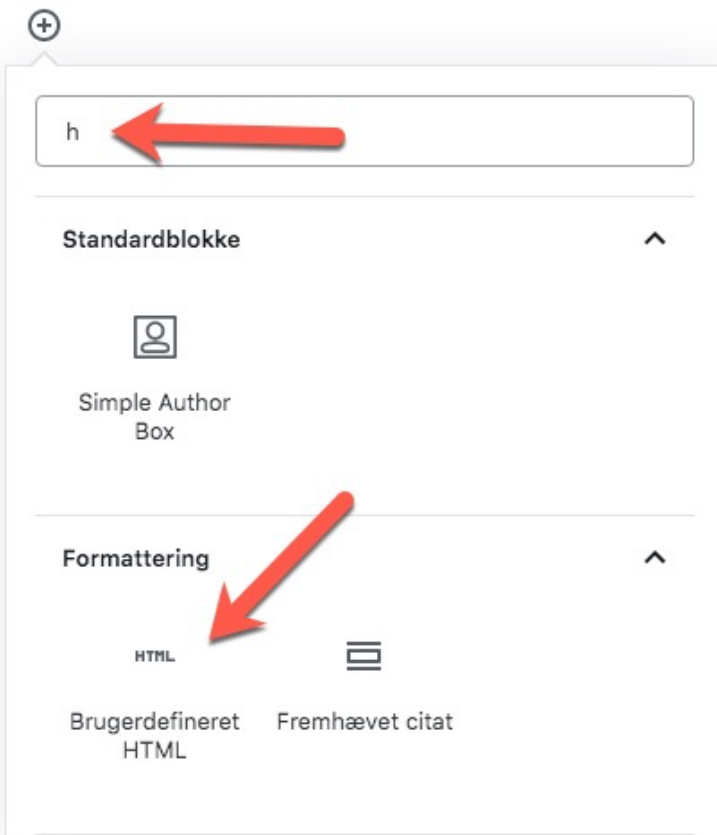 h
Standardblokke
Simple Author
Box
Formattering
HTML
Brugerdefineret
HTML
Fremhævet citat